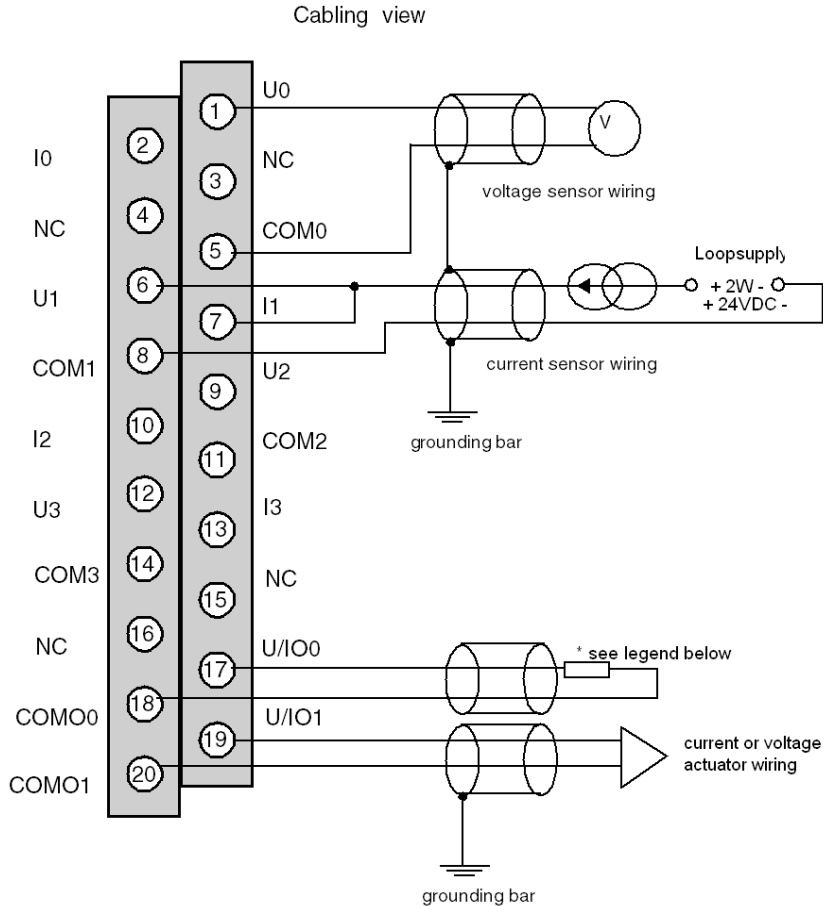 Cabling view
U0
1
2
I0
NC
3
4
NC
COM0
5
6
U1
I1
7
8
COM1
U2
9
10
I2
COM2
11
12
U3
I3
13
14
COM3
NC
15
16
NC
U/IO0
17
18
COMO0
U/IO1
19
20
COMO1
V
voltage sensor wiring
Loopsupply
+ 2W -
+ 24VDC -
current sensor wiring
grounding bar
* see legend below
current or voltage
actuator wiring
grounding bar